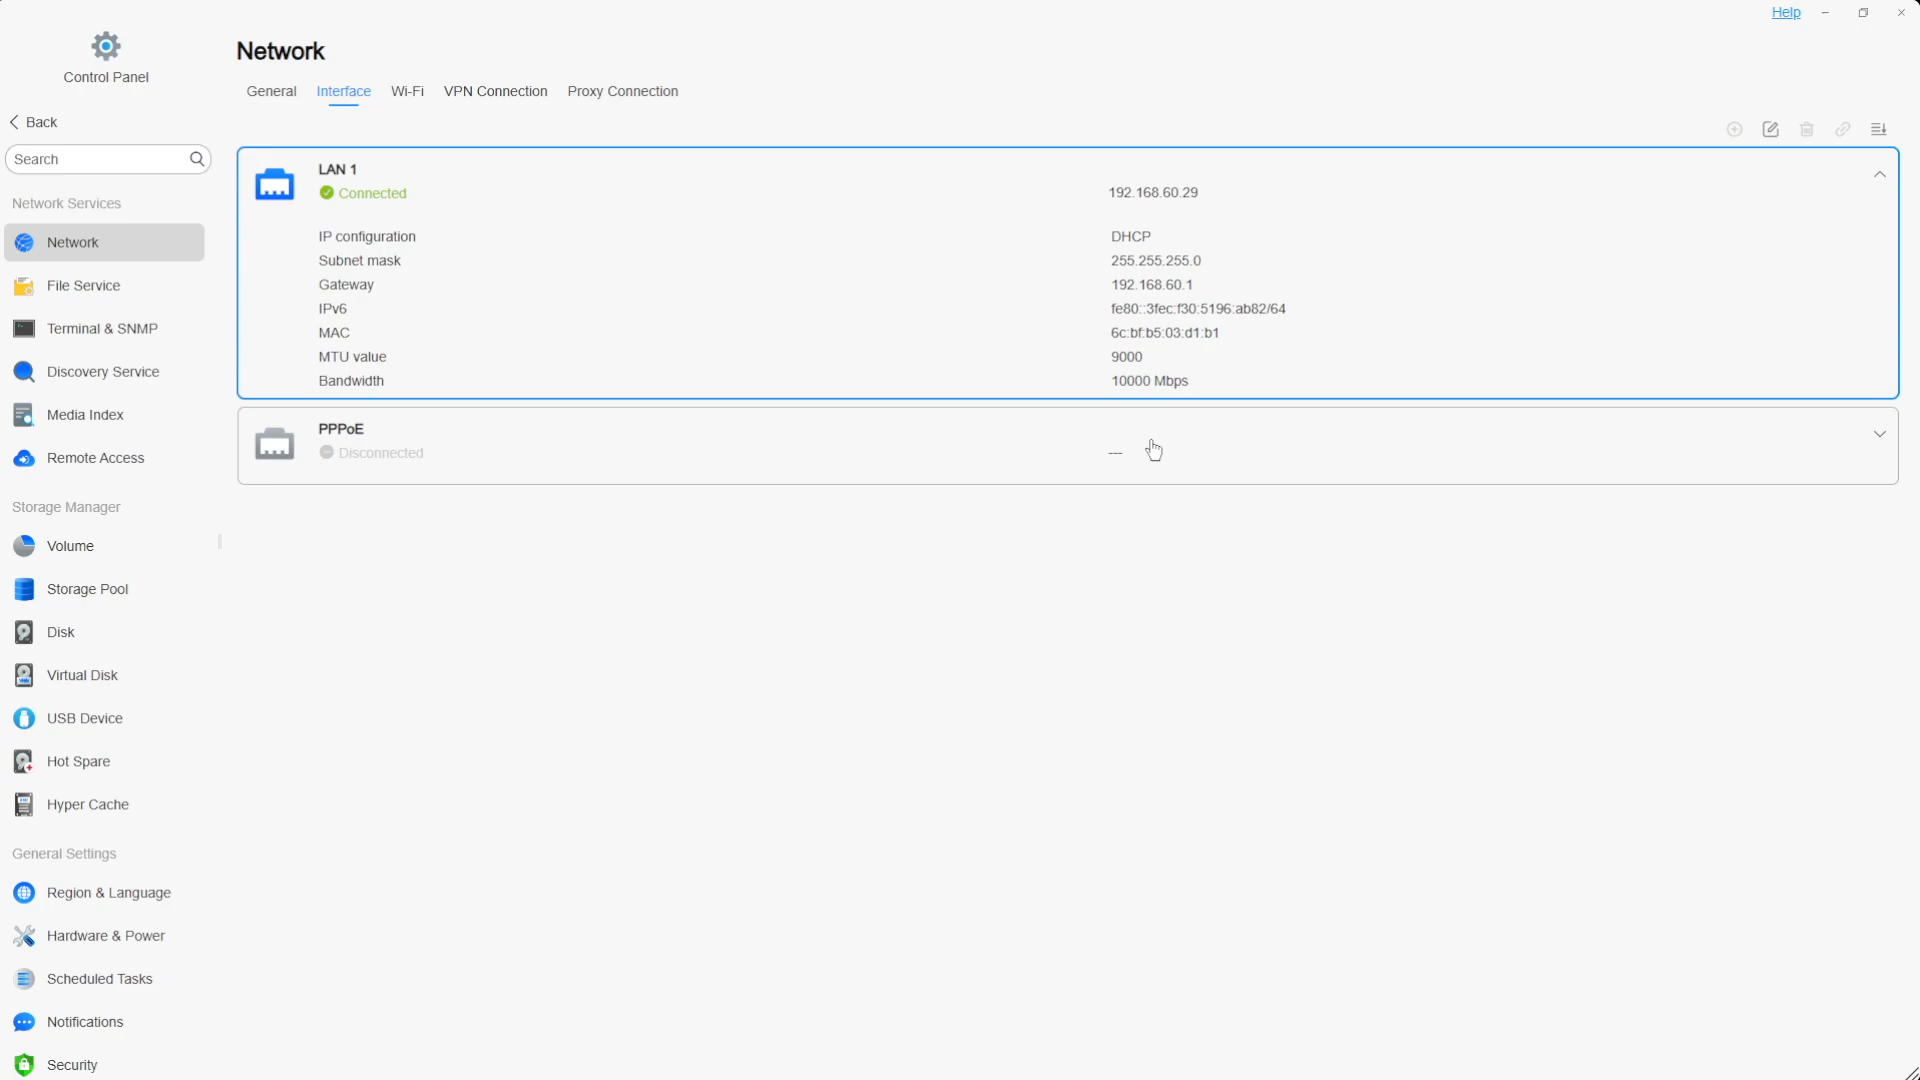 Help
Control Panel
Network
General Interface Wi-Fi VPN Connection Proxy Connection
Back
Search
Network Services
Network
File Service
Terminal & SNMP
Discovery Service
Media Index
Remote Access
Storage Manager
Volume
Storage Pool
Disk
Virtual Disk
USB Device
Hot Spare
Hyper Cache
General Settings
Region & Language
Hardware & Power
Scheduled Tasks
Notifications
Security
LAN 1
Connected 192.168.60.29
IP configuration DHCP
Subnet mask 255.255.255.0
Gateway 192.168.60.1
IPv6 fe80::3fec:f30:5196:ab82/64
MAC 6c:bf:b5:03:d1:b1
MTU value 9000
Bandwidth 10000 Mbps
PPPoE
Disconnected ---